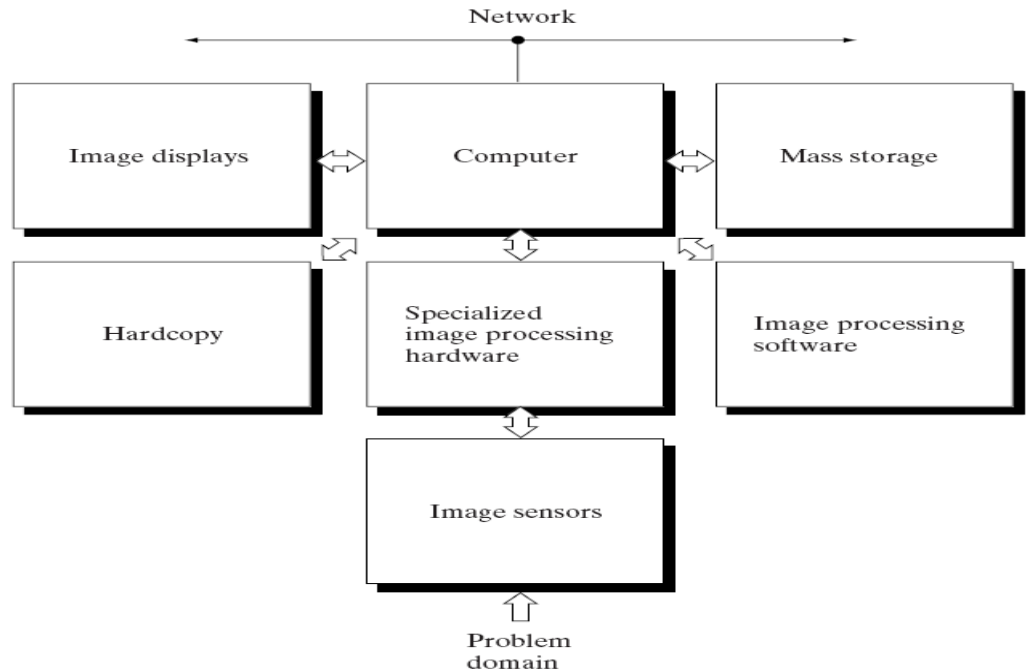 Network
Image displays
Computer
Mass storage
Hardcopy
Specialized
image processing
hardware
Image processing
software
Image sensors
Problem
domain